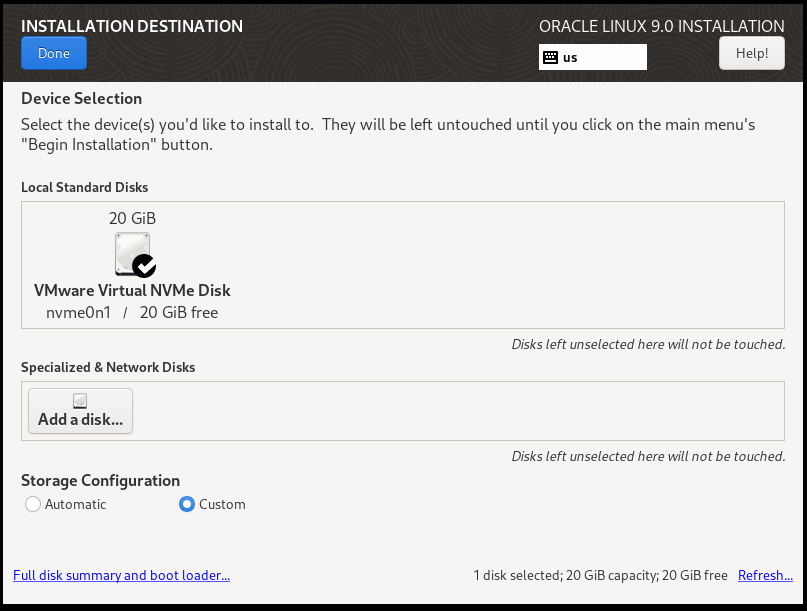 INSTALLATION DESTINATION
ORACLE LINUX 9.0 INSTALLATION
Done
us
Help!
Device Selection
Select the device(s) you'd like to install to.  They will be left untouched until you click on the main menu's
"Begin Installation" button.
Local Standard Disks
20 GiB
VMware Virtual NVMe Disk
nvme0n1 / 20 GiB free
Disks left unselected here will not be touched.
Specialized & Network Disks
Add a disk...
Disks left unselected here will not be touched.
Storage Configuration
Automatic
Custom
Full disk summary and boot loader...
1 disk selected; 20 GiB capacity; 20 GiB free
Refresh...